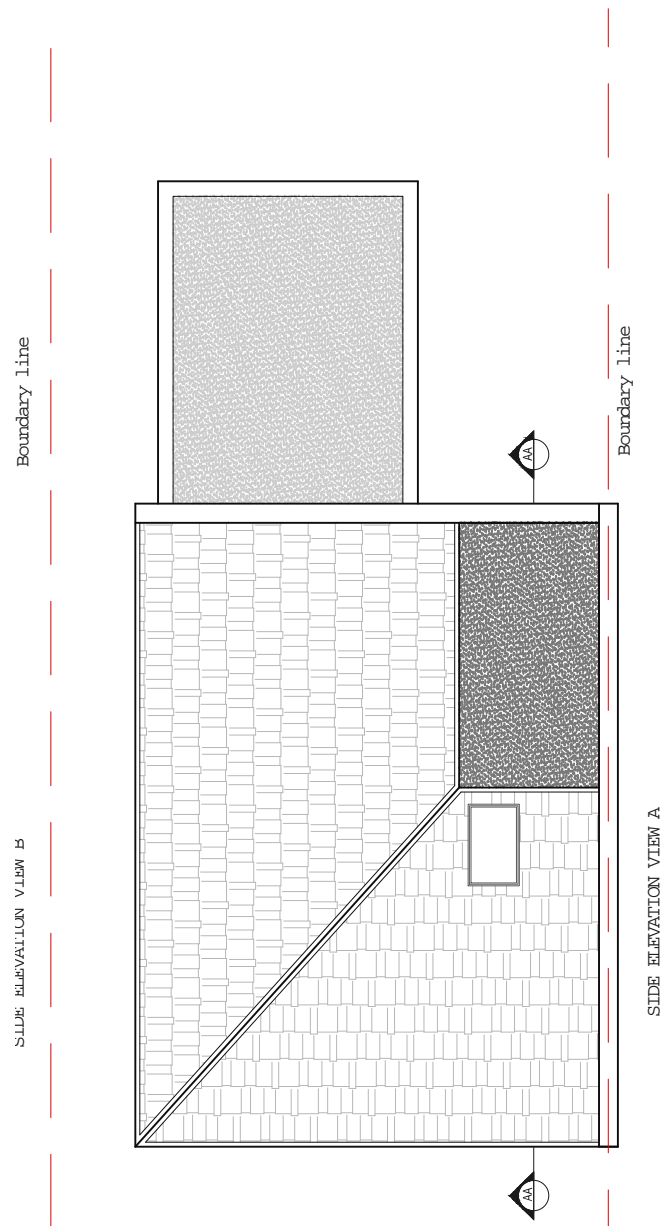 Boundary line
Boundary line
AA
SIDE ELEVATION VIEW B
SIDE ELEVATION VIEW A
AA